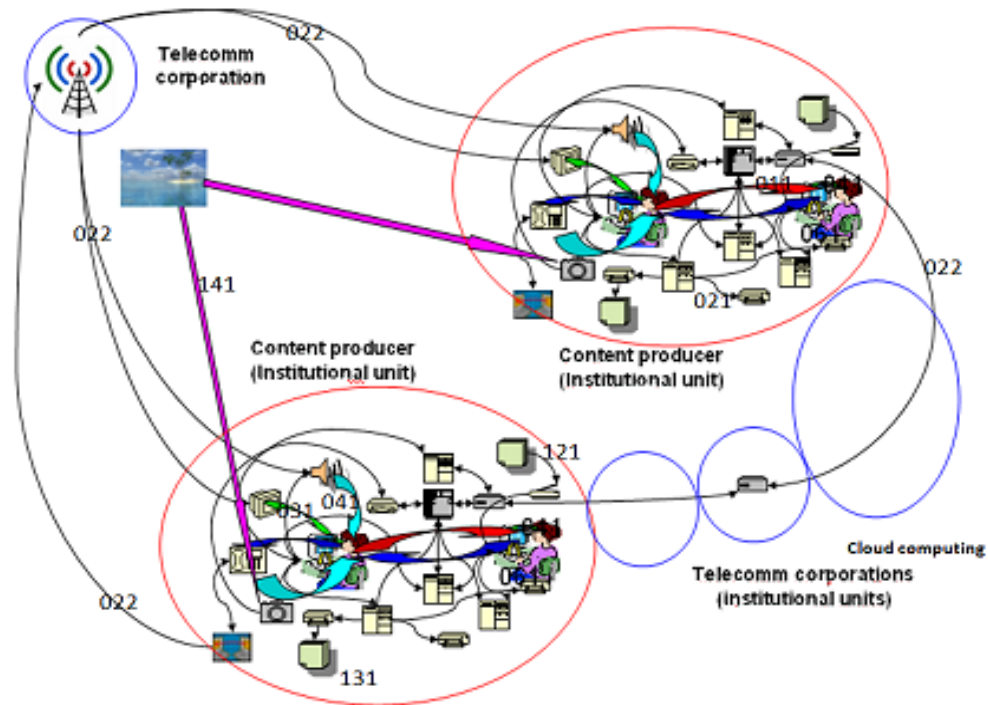 022
Telecomm
corporation
022
141
021
022
Content producer
(Institutional unit)
Content producer
(Institutional unit)
121
041
031
Cloud computing
Telecomm corporations
(institutional units)
022
131